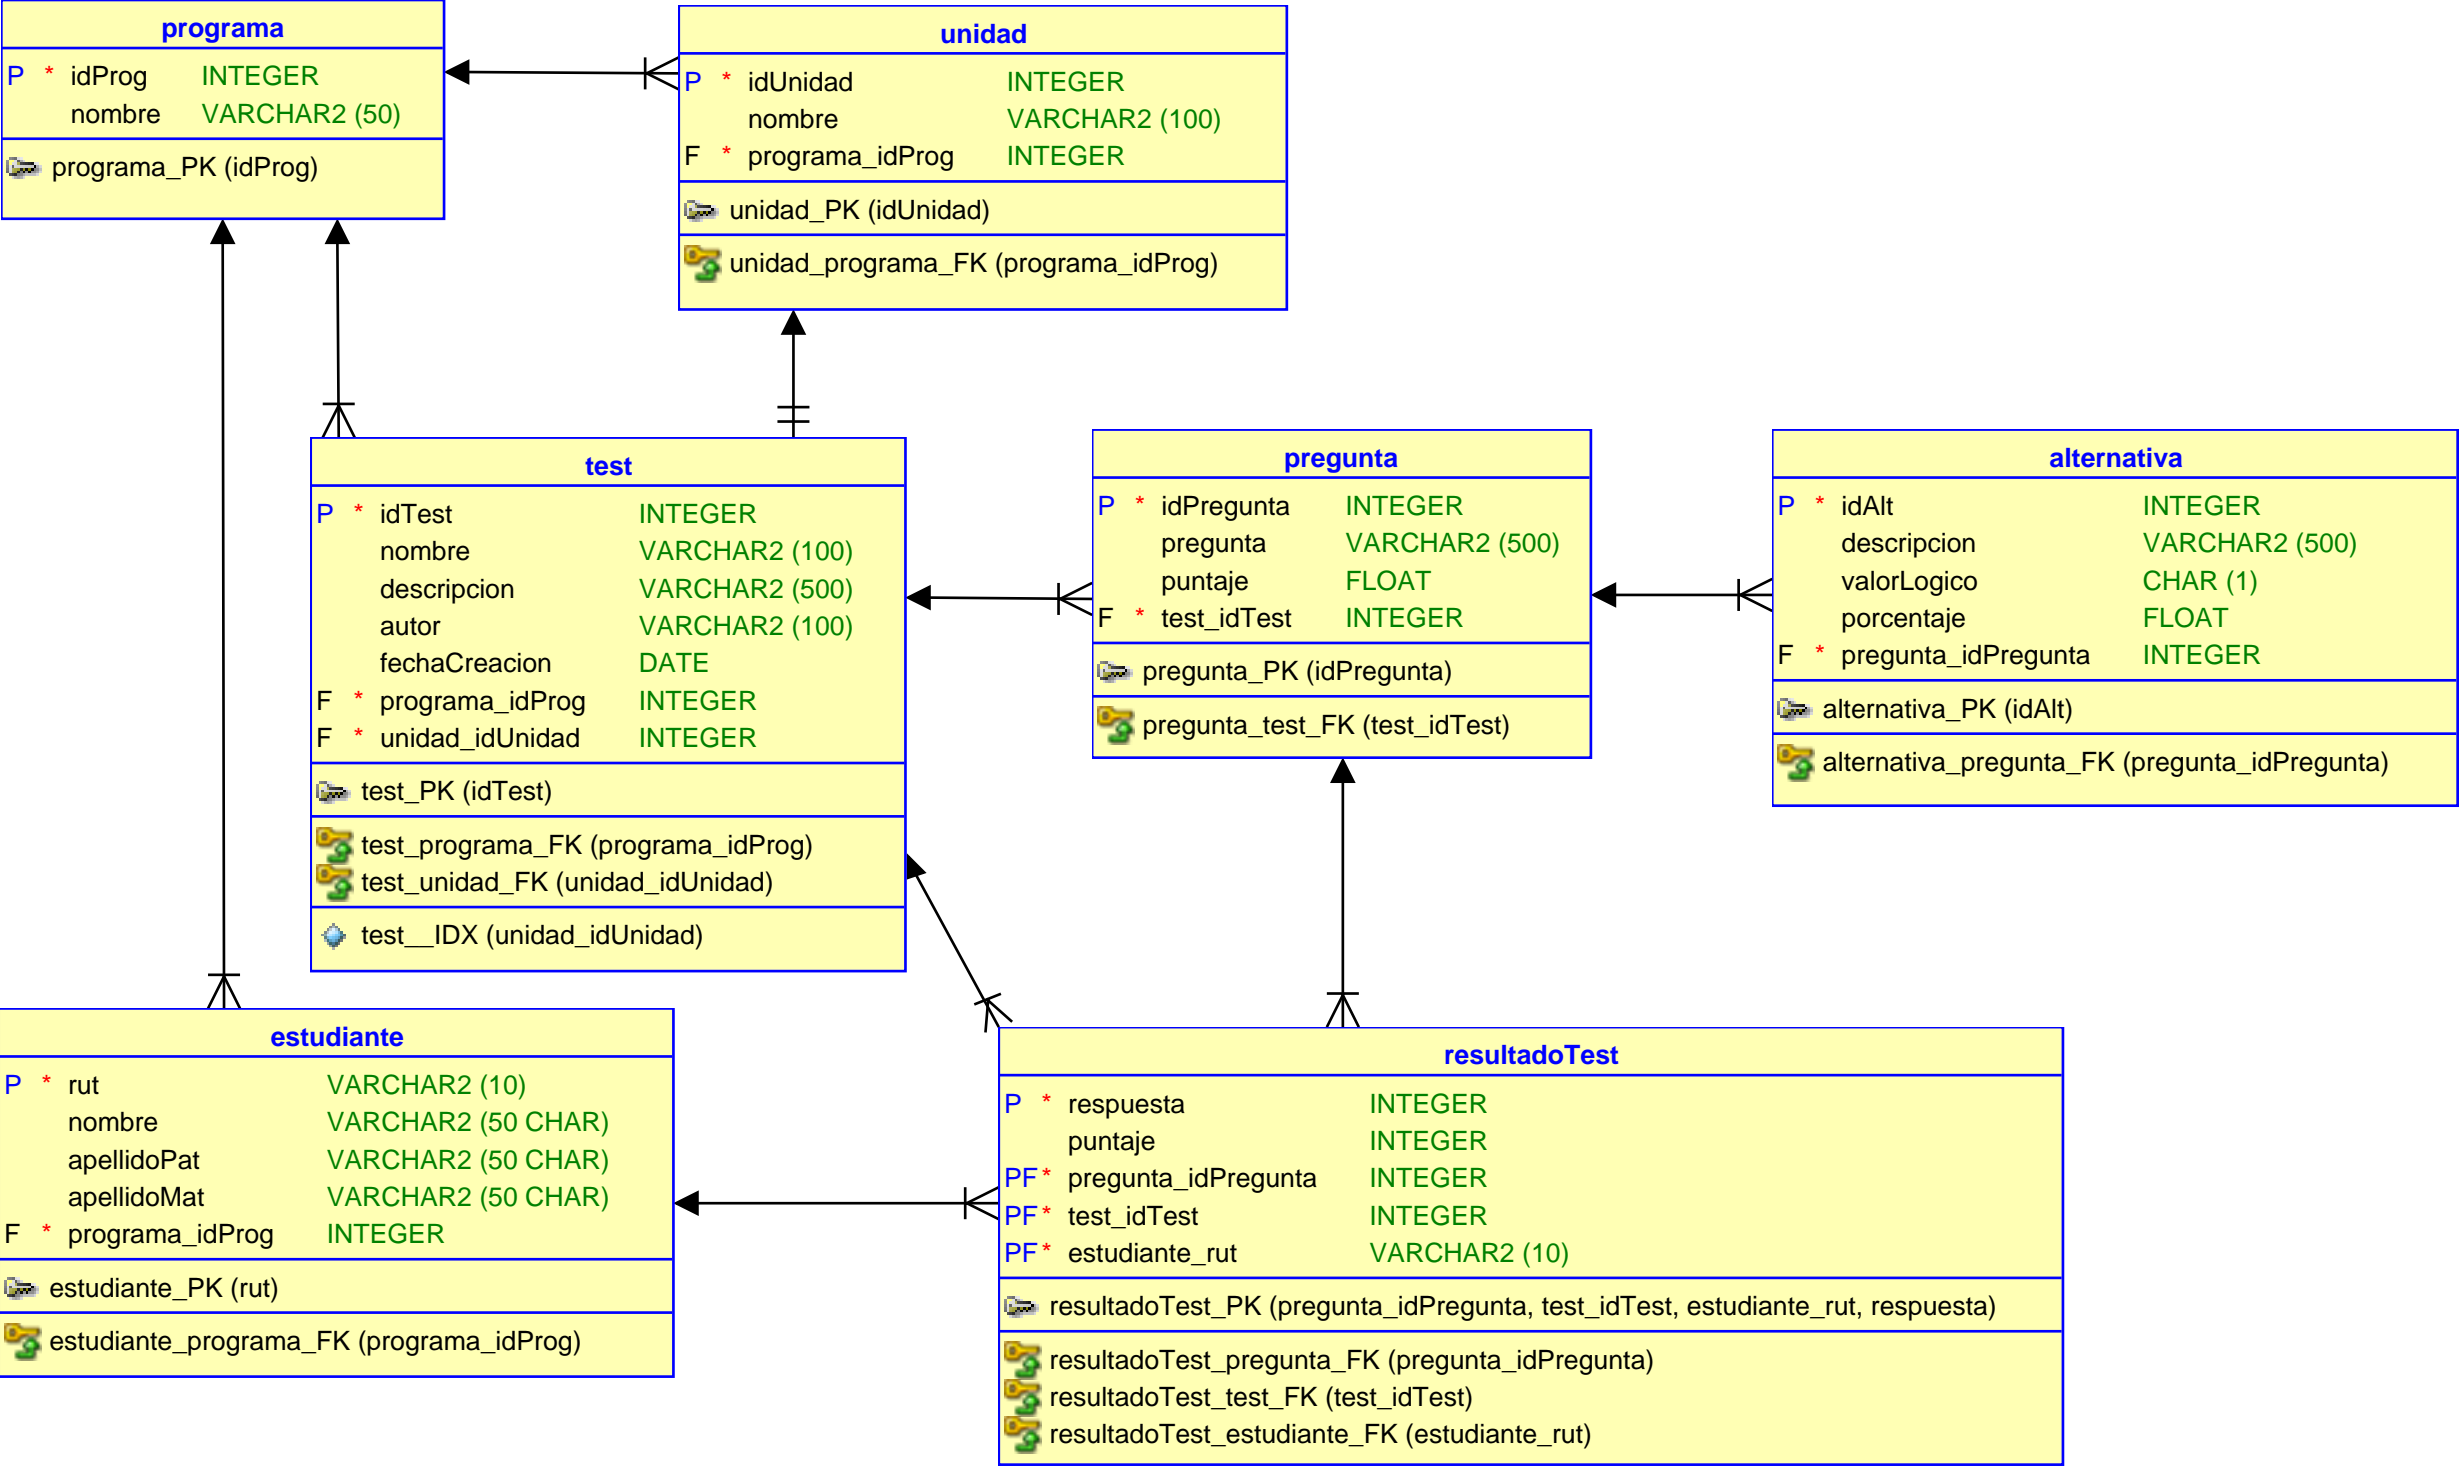 programa
P * idProg INTEGER
nombre VARCHAR2 (50)
programa_PK (idProg)
unidad
P * idUnidad INTEGER
nombre VARCHAR2 (100)
F * programa_idProg INTEGER
unidad_PK (idUnidad)
unidad_programa_FK (programa_idProg)
test
P * idTest INTEGER
nombre VARCHAR2 (100)
descripcion VARCHAR2 (500)
autor VARCHAR2 (100)
fechaCreacion DATE
F * programa_idProg INTEGER
F * unidad_idUnidad INTEGER
test_PK (idTest)
test_programa_FK (programa_idProg)
test_unidad_FK (unidad_idUnidad)
test__IDX (unidad_idUnidad)
pregunta
P * idPregunta INTEGER
pregunta VARCHAR2 (500)
puntaje FLOAT
F * test_idTest INTEGER
pregunta_PK (idPregunta)
pregunta_test_FK (test_idTest)
alternativa
P * idAlt INTEGER
descripcion VARCHAR2 (500)
valorLogico CHAR (1)
porcentaje FLOAT
F * pregunta_idPregunta INTEGER
alternativa_PK (idAlt)
alternativa_pregunta_FK (pregunta_idPregunta)
estudiante
P * rut VARCHAR2 (10)
nombre VARCHAR2 (50 CHAR)
apellidoPat VARCHAR2 (50 CHAR)
apellidoMat VARCHAR2 (50 CHAR)
F * programa_idProg INTEGER
estudiante_PK (rut)
estudiante_programa_FK (programa_idProg)
resultadoTest
P * respuesta INTEGER
puntaje INTEGER
PF* pregunta_idPregunta INTEGER
PF* test_idTest INTEGER
PF* estudiante_rut VARCHAR2 (10)
resultadoTest_PK (pregunta_idPregunta, test_idTest, estudiante_rut, respuesta)
resultadoTest_pregunta_FK (pregunta_idPregunta)
resultadoTest_test_FK (test_idTest)
resultadoTest_estudiante_FK (estudiante_rut)